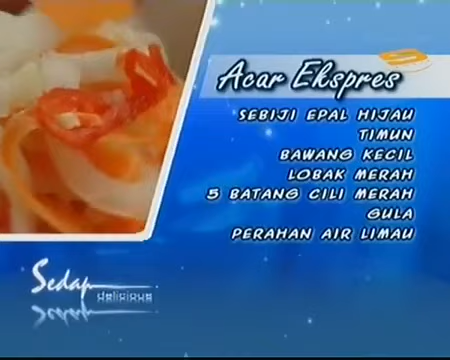 Acar Ekspres
SEBIJI EPAL HIJAU
TIMUN
BAWANG KECIL
LOBAK MERAH
5 BATANG CILI MERAH
GULA
PERAHAN AIR LIMAU
Sedap
delicious